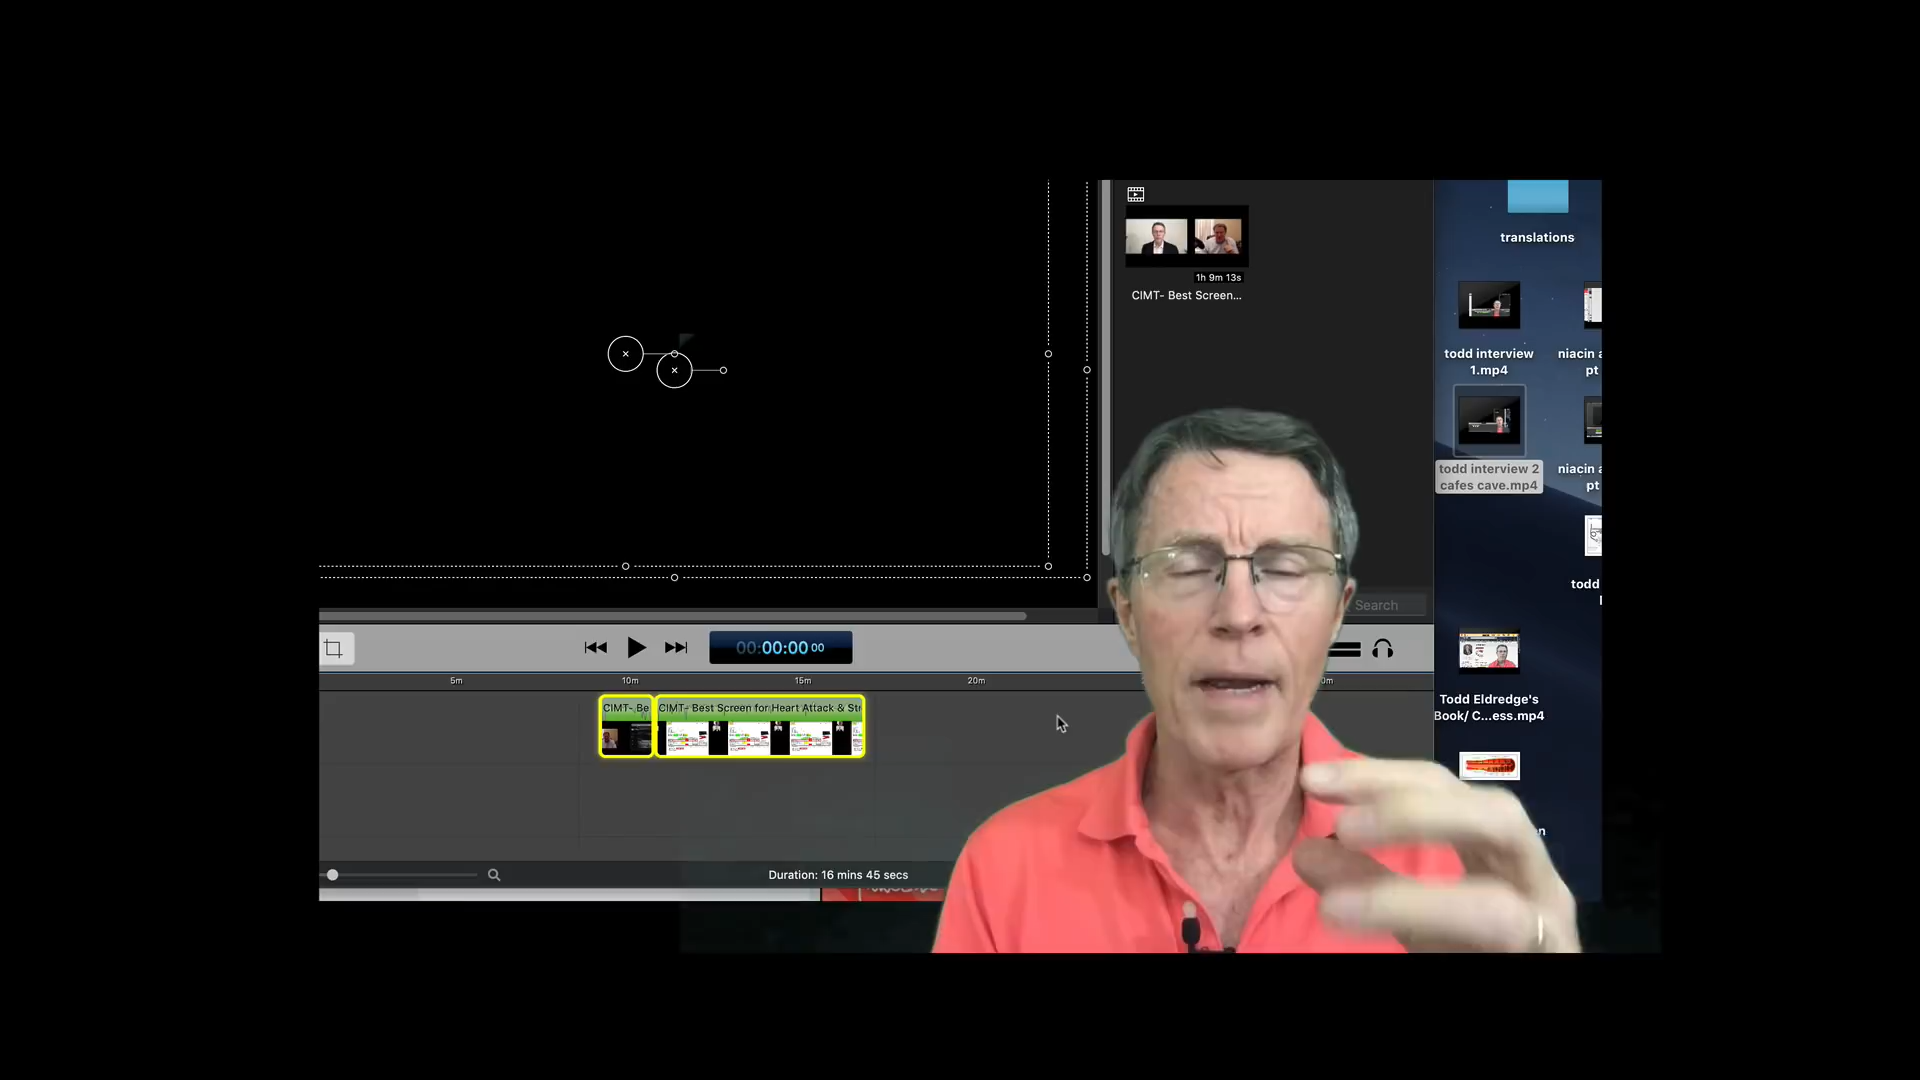 translations
1h 9m 13s
CIMT- Best Screen...
todd interview
1.mp4
niacin a
pt
todd interview 2
cafes cave.mp4
niacin a
pt
todd
Search
00:00:00 00
5m
10m
15m
20m
0m
CIMT- Be
CIMT- Best Screen for Heart Attack & Str
Todd Eldredge's
Book/ C...ess.mp4
Duration: 16 mins 45 secs